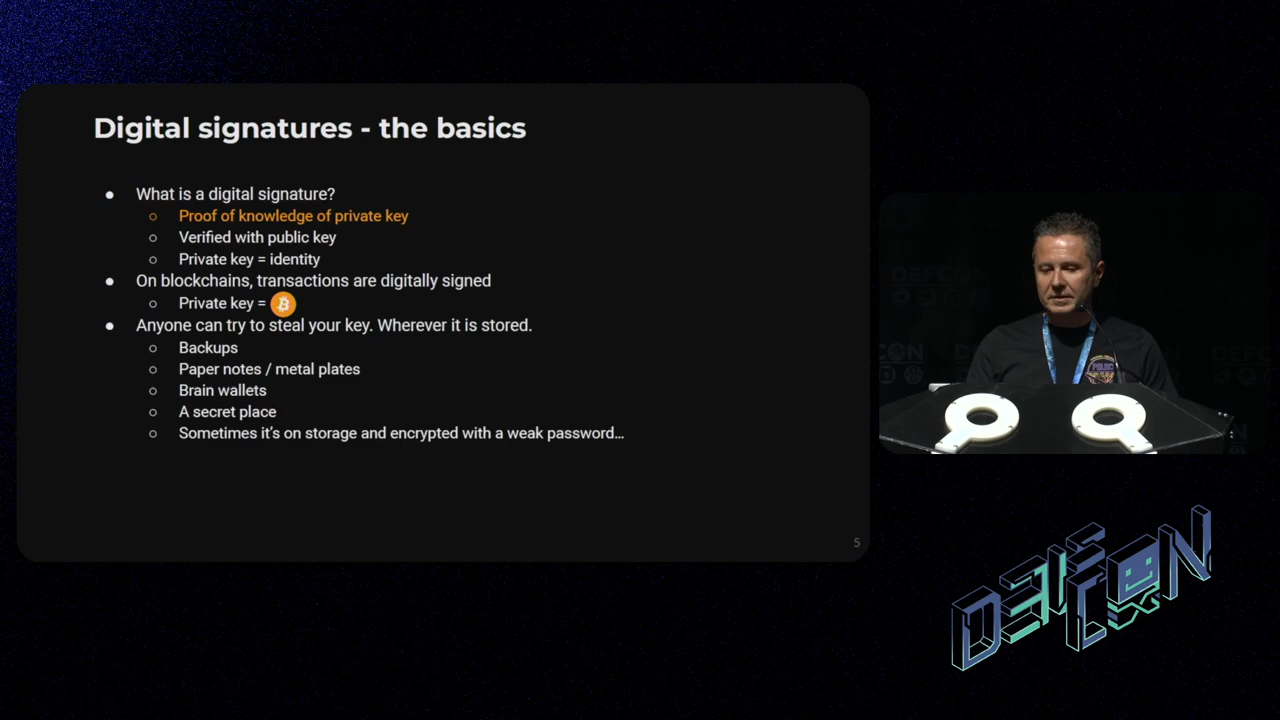 Digital signatures - the basics
● What is a digital signature?
○ Proof of knowledge of private key
○ Verified with public key
○ Private key = identity
● On blockchains, transactions are digitally signed
○ Private key =
● Anyone can try to steal your key. Wherever it is stored.
○ Backups
○ Paper notes / metal plates
○ Brain wallets
○ A secret place
○ Sometimes it’s on storage and encrypted with a weak password…
5
DEFCON
DEFCON